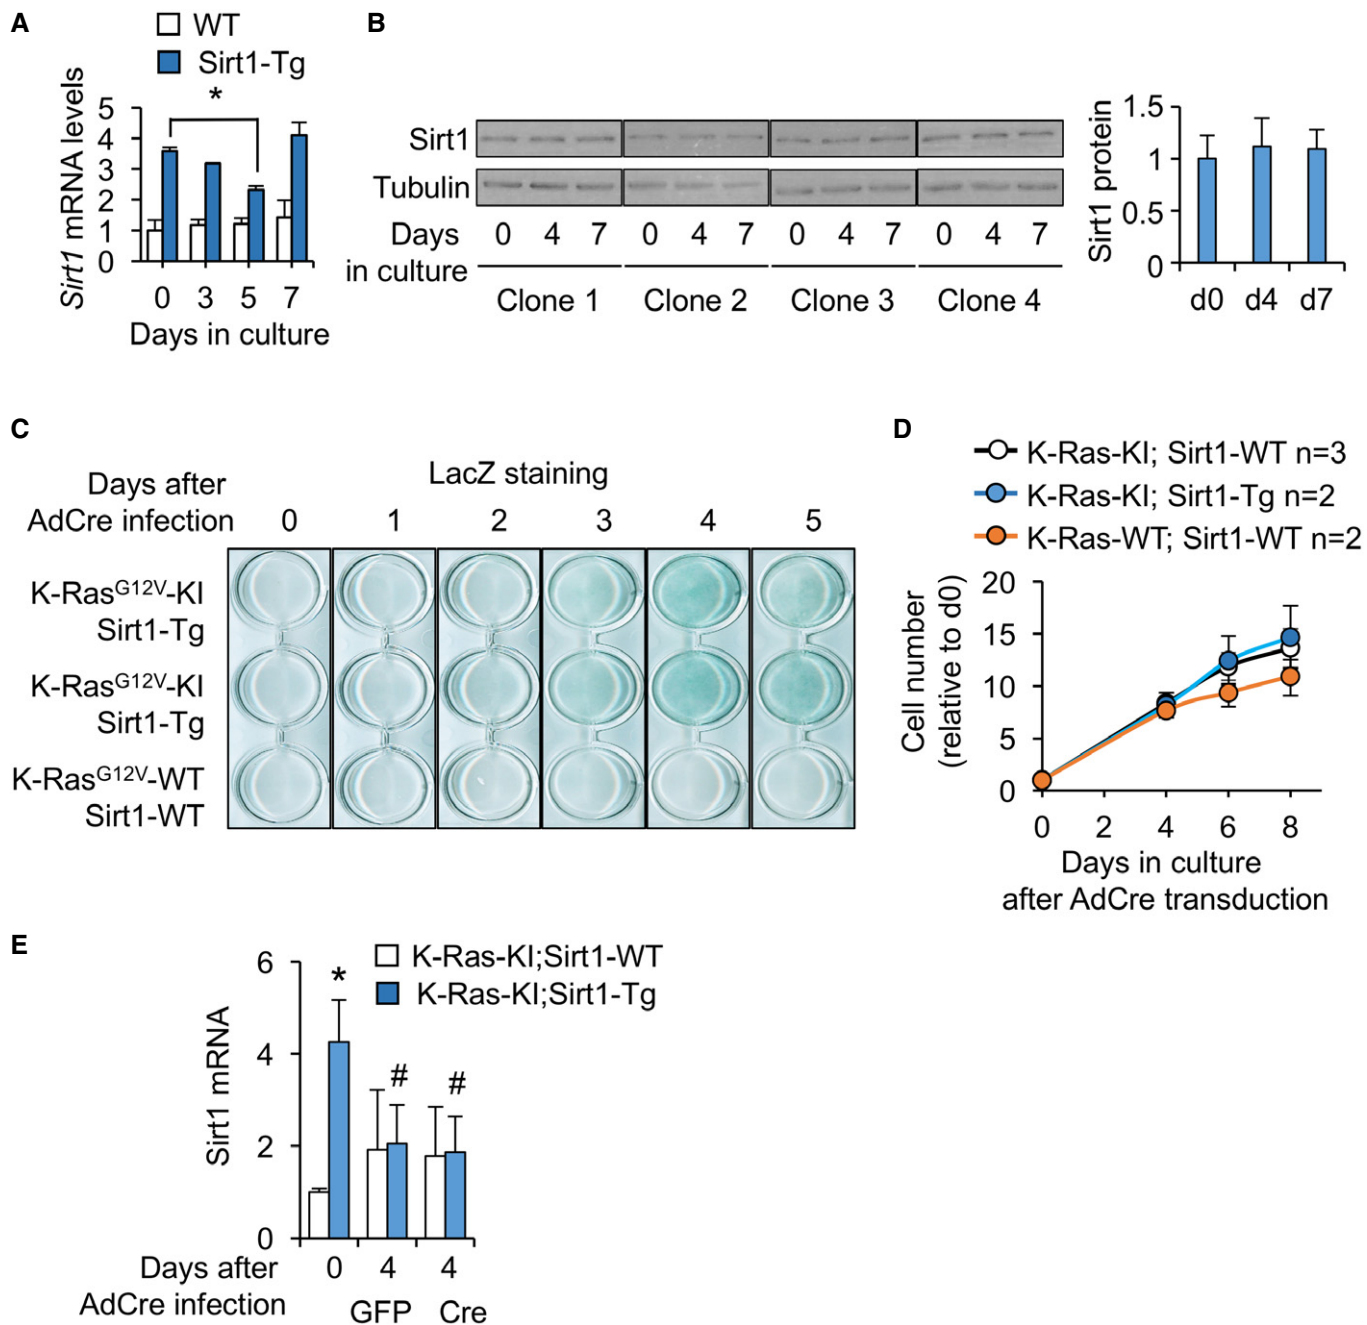 A
WT
Sirt1-Tg
Sirt1 mRNA levels
5
4
3
2
1
0
*
0 3 5 7
Days in culture
B
Sirt1
Tubulin
Days
in culture
0 4 7 0 4 7 0 4 7 0 4 7
Clone 1 Clone 2 Clone 3 Clone 4
Sirt1 protein
1.5
1
0.5
0
d0 d4 d7
C
LacZ staining
Days after
AdCre infection
0 1 2 3 4 5
K-RasG12V-KI
Sirt1-Tg
K-RasG12V-KI
Sirt1-Tg
K-RasG12V-WT
Sirt1-WT
D
K-Ras-KI; Sirt1-WT n=3
K-Ras-KI; Sirt1-Tg n=2
K-Ras-WT; Sirt1-WT n=2
Cell number
(relative to d0)
20
15
10
5
0
0 2 4 6 8
Days in culture
after AdCre transduction
E
K-Ras-KI;Sirt1-WT
K-Ras-KI;Sirt1-Tg
Sirt1 mRNA
6
4
2
0
*
# #
Days after
AdCre infection
0 4 4
GFP Cre